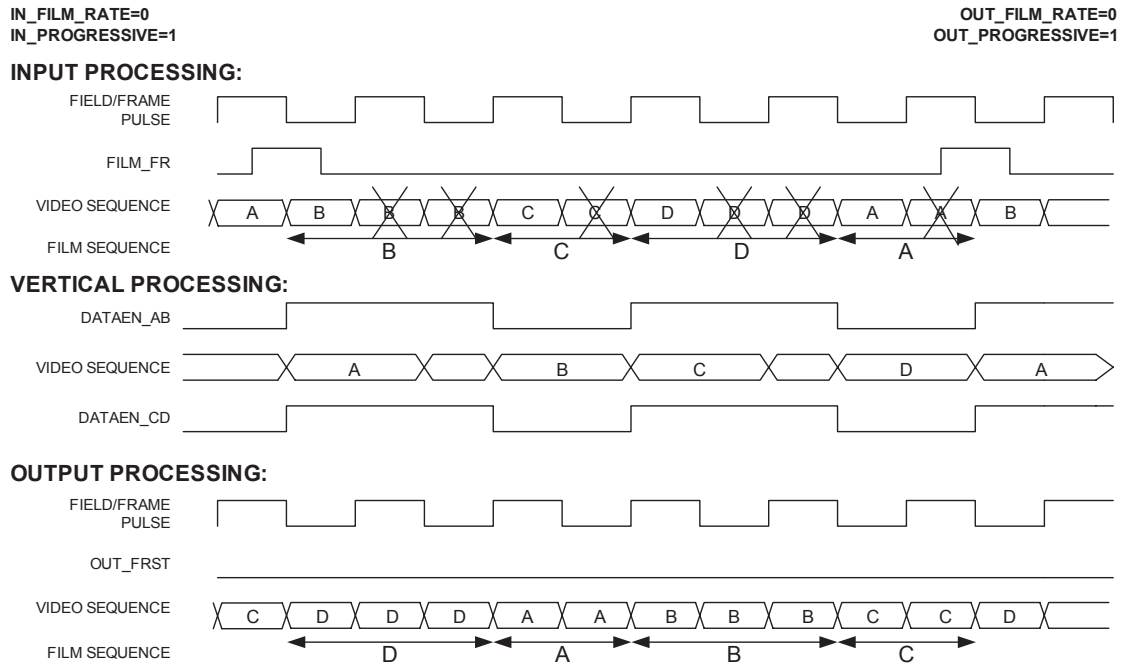 IN_FILM_RATE=0 OUT_FILM_RATE=0
IN_PROGRESSIVE=1 OUT_PROGRESSIVE=1
INPUT PROCESSING:
FIELD/FRAME
PULSE
FILM_FR
VIDEO SEQUENCE A B B B C C D D D A A B
FILM SEQUENCE B C D A
VERTICAL PROCESSING:
DATAEN_AB
VIDEO SEQUENCE A B C D A
DATAEN_CD
OUTPUT PROCESSING:
FIELD/FRAME
PULSE
OUT_FRST
VIDEO SEQUENCE C D D D A A B B B C C D
FILM SEQUENCE D A B C